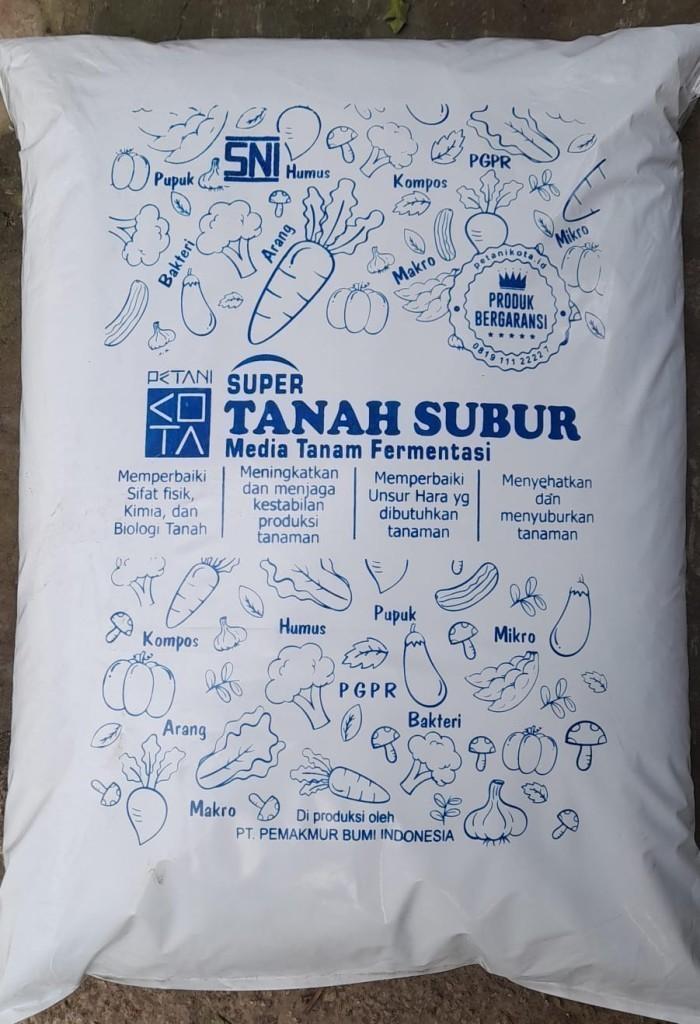 SNI
PGPR
Pupuk
Humus
Kompos
Bakteri
Arang
Makro
Mikro
petanikota.id
PRODUK
BERGARANSI
0819 111 2222 1
PETANI
KOTA
SUPER
TANAH SUBUR
Media Tanam Fermentasi
Memperbaiki
Sifat fisik,
Kimia, dan
Biologi Tanah
Meningkatkan
dan menjaga
kestabilan
produksi
tanaman
Memperbaiki
Unsur Hara yg
dibutuhkan
tanaman
Menyehatkan
dan
menyuburkan
tanaman
Pupuk
Kompos
Humus
Mikro
PGPR
Arang
Bakteri
Makro
Di produksi oleh
PT. PEMAKMUR BUMI INDONESIA